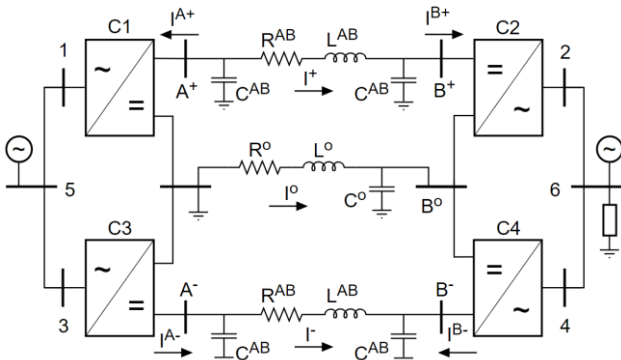 C1 I^A+ R^AB L^AB I^B+ C2
1 ~ = A^+ C^AB I^+ C^AB B^+ = ~ 2
5 R^o L^o 6
I^o C^o B^o
C3 C4
~ = A^- R^AB L^AB B^- = ~
3 I^A- C^AB I^- C^AB I^B- 4